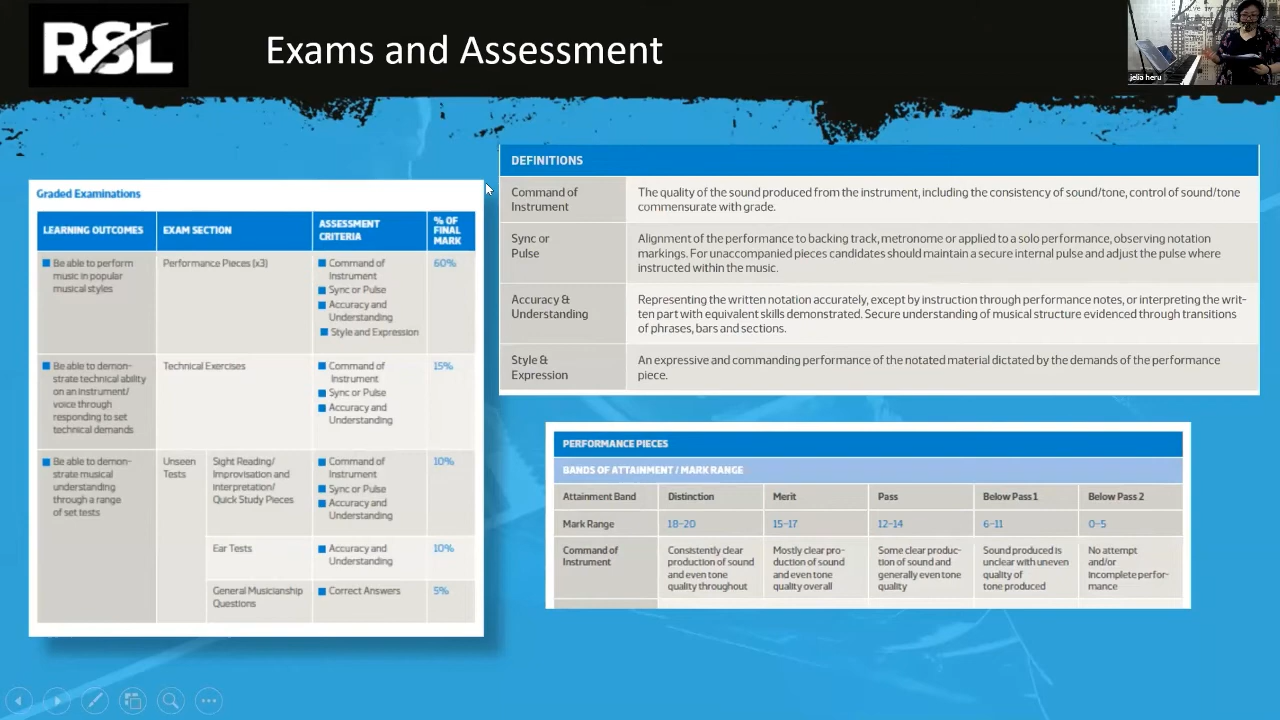 RSL
Exams and Assessment
jelia heru
Graded Examinations
LEARNING OUTCOMES
EXAM SECTION
ASSESSMENT
CRITERIA
% OF
FINAL
MARK
Be able to perform
music in popular
musical styles
Performance Pieces (x3)
Command of
Instrument
Sync or Pulse
Accuracy and
Understanding
Style and Expression
60%
Be able to demon-
strate technical ability
on an instrument/
voice through
responding to set
technical demands
Technical Exercises
Command of
Instrument
Sync or Pulse
Accuracy and
Understanding
15%
Be able to demon-
strate musical
understanding
through a range
of set tests
Unseen
Tests
Sight Reading/
Improvisation and
interpretation/
Quick Study Pieces
Command of
Instrument
Sync or Pulse
Accuracy and
Understanding
10%
Ear Tests
Accuracy and
Understanding
10%
General Musicianship
Questions
Correct Answers
5%
DEFINITIONS
Command of
Instrument
The quality of the sound produced from the instrument, including the consistency of sound/tone, control of sound/tone
commensurate with grade.
Sync or
Pulse
Alignment of the performance to backing track, metronome or applied to a solo performance, observing notation
markings. For unaccompanied pieces candidates should maintain a secure internal pulse and adjust the pulse where
instructed within the music.
Accuracy &
Understanding
Representing the written notation accurately, except by instruction through performance notes, or interpreting the writ-
ten part with equivalent skills demonstrated. Secure understanding of musical structure evidenced through transitions
of phrases, bars and sections.
Style &
Expression
An expressive and commanding performance of the notated material dictated by the demands of the performance
piece.
PERFORMANCE PIECES
BANDS OF ATTAINMENT / MARK RANGE
Attainment Band
Distinction
Merit
Pass
Below Pass 1
Below Pass 2
Mark Range
18–20
15–17
12–14
6–11
0–5
Command of
Instrument
Consistently clear
production of sound
and even tone
quality throughout
Mostly clear pro-
duction of sound
and even tone
quality overall
Some clear produc-
tion of sound and
generally even tone
quality
Sound produced is
unclear with uneven
quality of
tone produced
No attempt
and/or
incomplete perfor-
mance